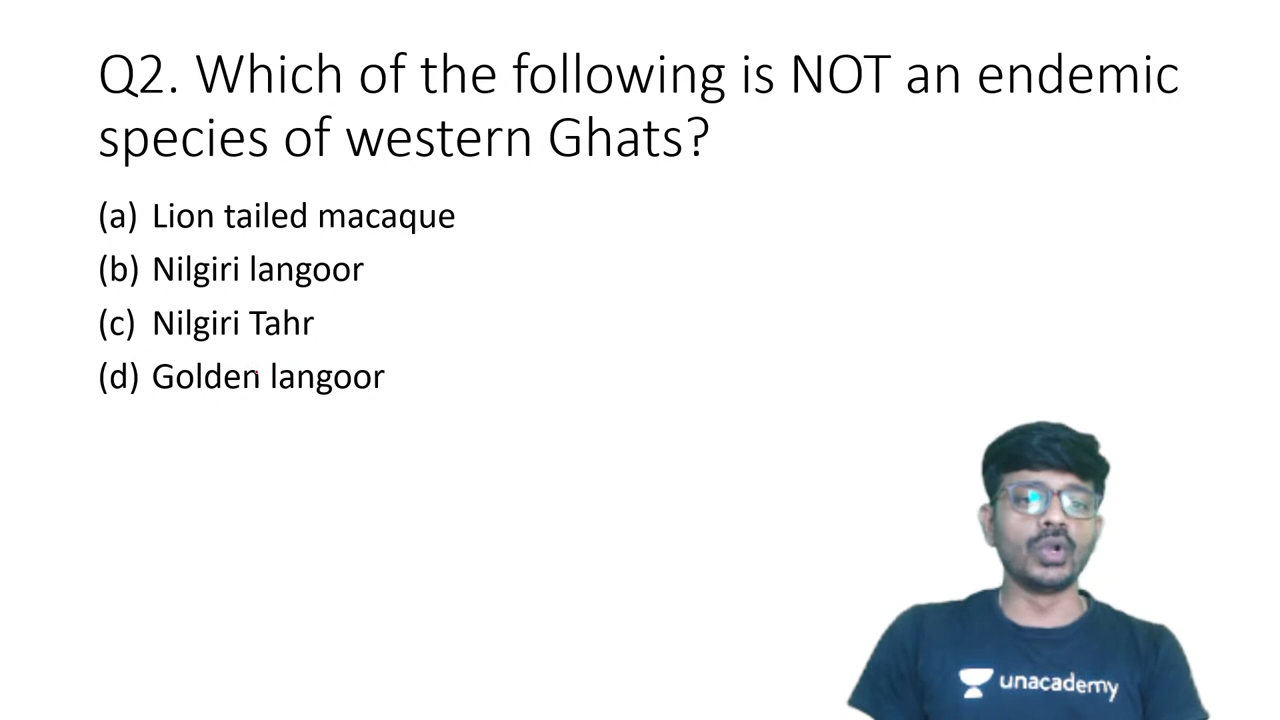 Q2. Which of the following is NOT an endemic
species of western Ghats?
(a) Lion tailed macaque
(b) Nilgiri langoor
(c) Nilgiri Tahr
(d) Golden langoor
unacademy